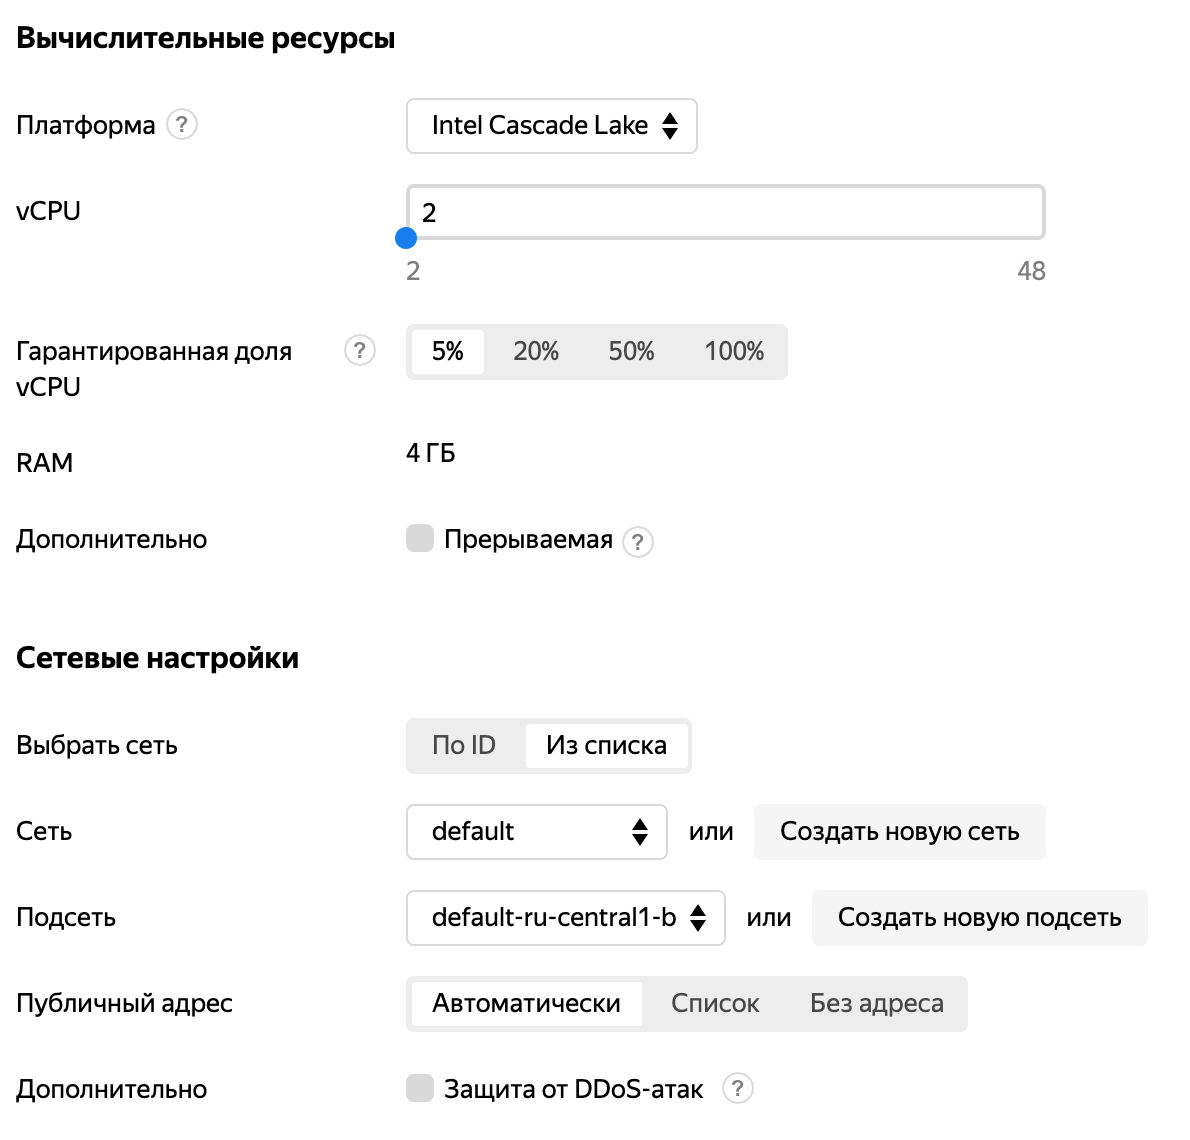 Вычислительные ресурсы
Платформа ? Intel Cascade Lake
vCPU 2
2 48
Гарантированная доля ? 5% 20% 50% 100%
vCPU
RAM 4 ГБ
Дополнительно Прерываемая ?
Сетевые настройки
Выбрать сеть По ID Из списка
Сеть default или Создать новую сеть
Подсеть default-ru-central1-b или Создать новую подсеть
Публичный адрес Автоматически Список Без адреса
Дополнительно Защита от DDoS-атак ?